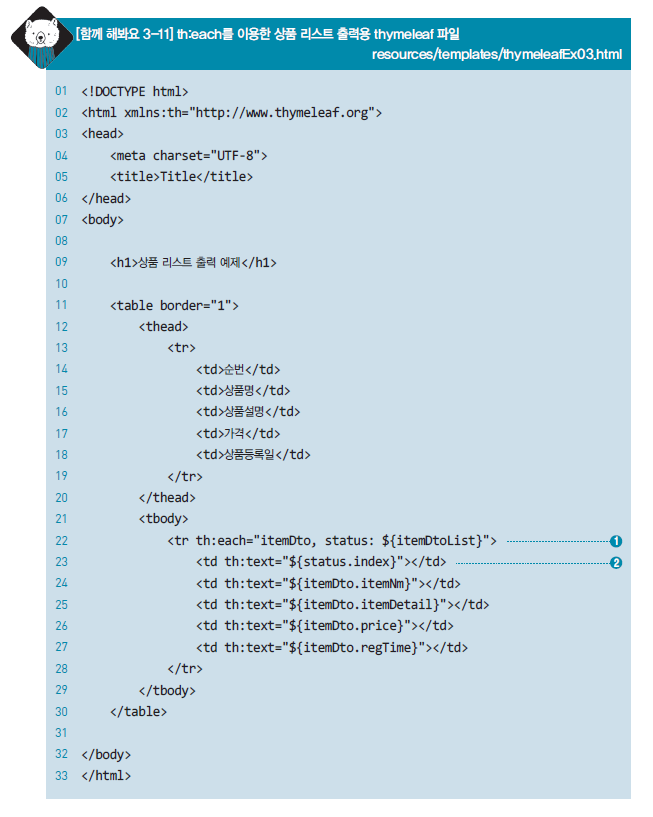 [함께 해봐요 3-11] th:each를 이용한 상품 리스트 출력용 thymeleaf 파일
resources/templates/thymeleafEx03.html
01 <!DOCTYPE html>
02 <html xmlns:th="http://www.thymeleaf.org">
03 <head>
04     <meta charset="UTF-8">
05     <title>Title</title>
06 </head>
07 <body>
08
09     <h1>상품 리스트 출력 예제</h1>
10
11     <table border="1">
12         <thead>
13             <tr>
14                 <td>순번</td>
15                 <td>상품명</td>
16                 <td>상품설명</td>
17                 <td>가격</td>
18                 <td>상품등록일</td>
19             </tr>
20         </thead>
21         <tbody>
22             <tr th:each="itemDto, status: ${itemDtoList}"> ❶
23                 <td th:text="${status.index}"></td> ❷
24                 <td th:text="${itemDto.itemNm}"></td>
25                 <td th:text="${itemDto.itemDetail}"></td>
26                 <td th:text="${itemDto.price}"></td>
27                 <td th:text="${itemDto.regTime}"></td>
28             </tr>
29         </tbody>
30     </table>
31
32 </body>
33 </html>